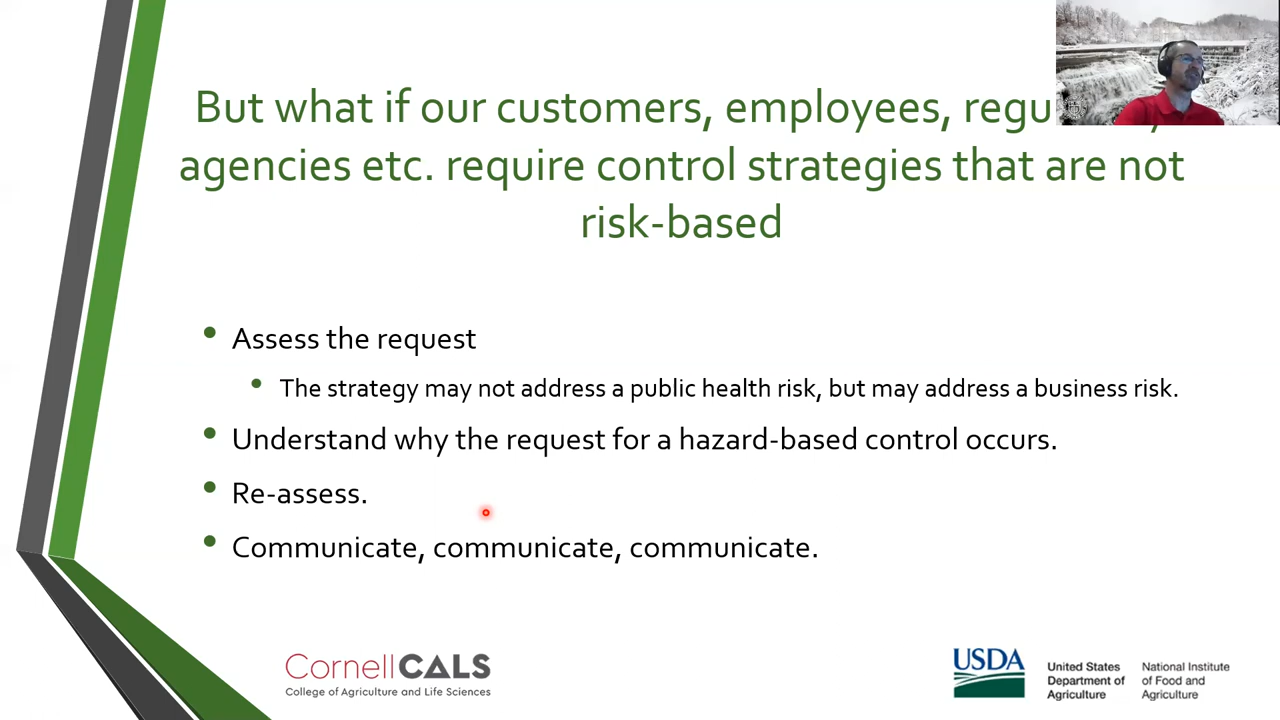 But what if our customers, employees, regu
agencies etc. require control strategies that are not
risk-based
Assess the request
The strategy may not address a public health risk, but may address a business risk.
Understand why the request for a hazard-based control occurs.
Re-assess.
Communicate, communicate, communicate.
CornellCALS
College of Agriculture and Life Sciences
USDA
United States
Department of
Agriculture
National Institute
of Food and
Agriculture